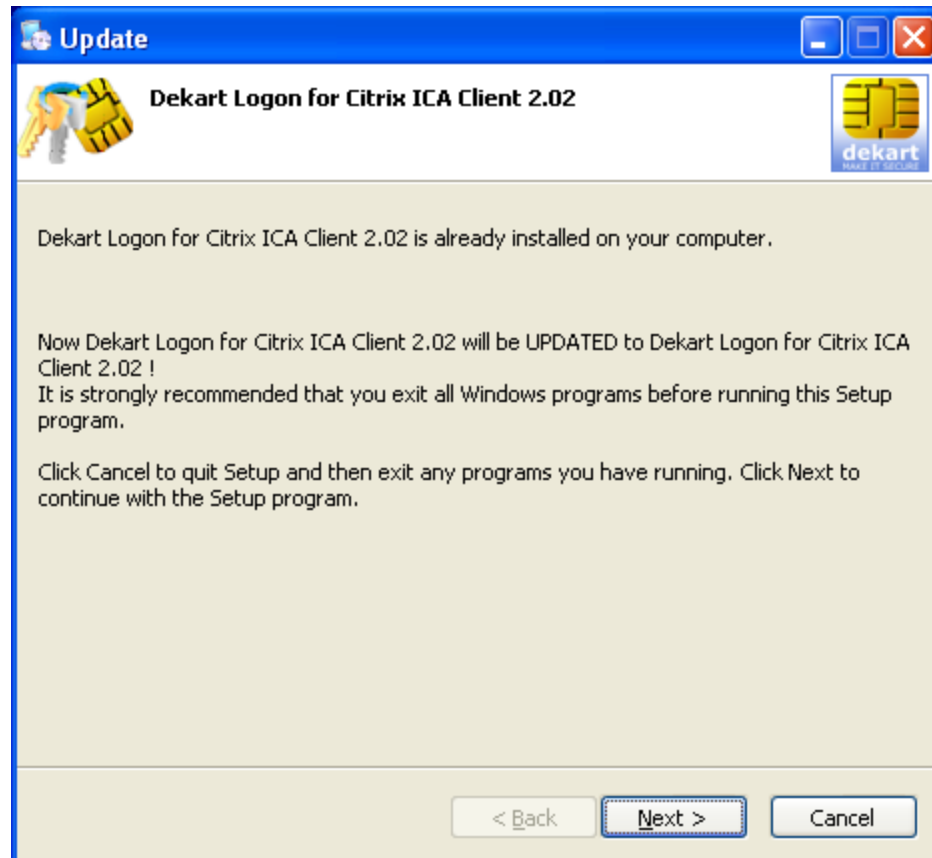 Update
Dekart Logon for Citrix ICA Client 2.02
dekart
MAKE IT SECURE
Dekart Logon for Citrix ICA Client 2.02 is already installed on your computer.
Now Dekart Logon for Citrix ICA Client 2.02 will be UPDATED to Dekart Logon for Citrix ICA
Client 2.02 !
It is strongly recommended that you exit all Windows programs before running this Setup
program.
Click Cancel to quit Setup and then exit any programs you have running. Click Next to
continue with the Setup program.
< Back
Next >
Cancel